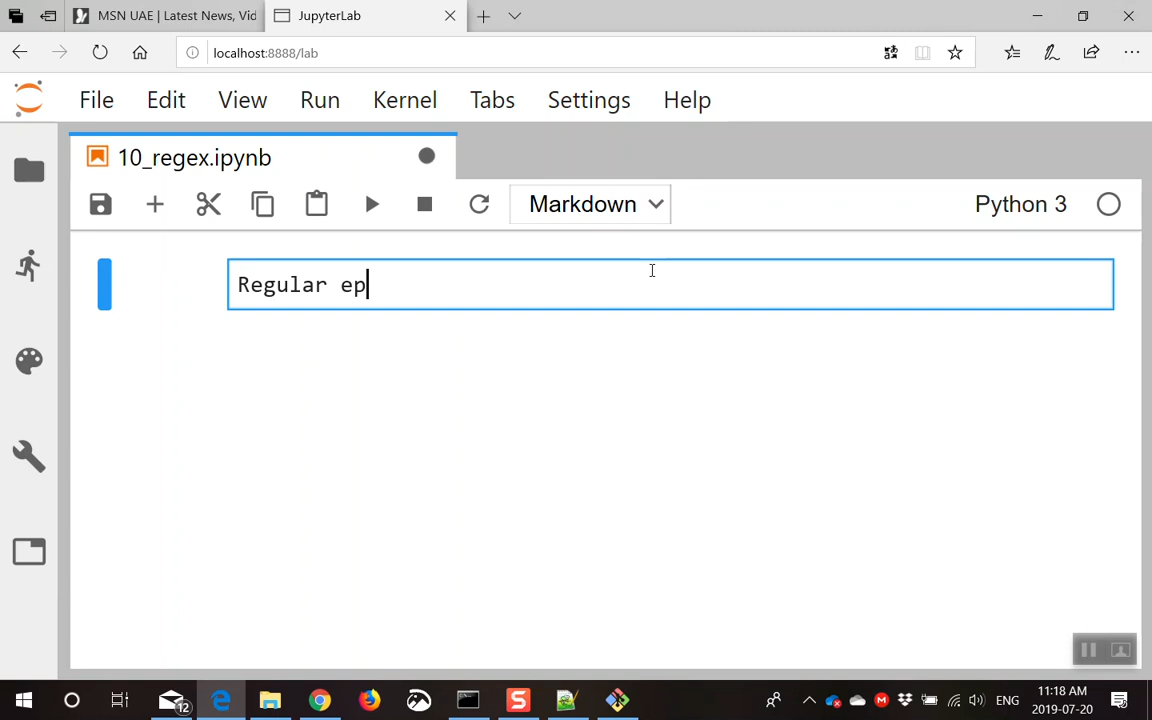 MSN UAE | Latest News, Vid
JupyterLab
localhost:8888/lab
File Edit View Run Kernel Tabs Settings Help
10_regex.ipynb
Markdown
Python 3
Regular ep
12
S
M
ENG
11:18 AM
2019-07-20